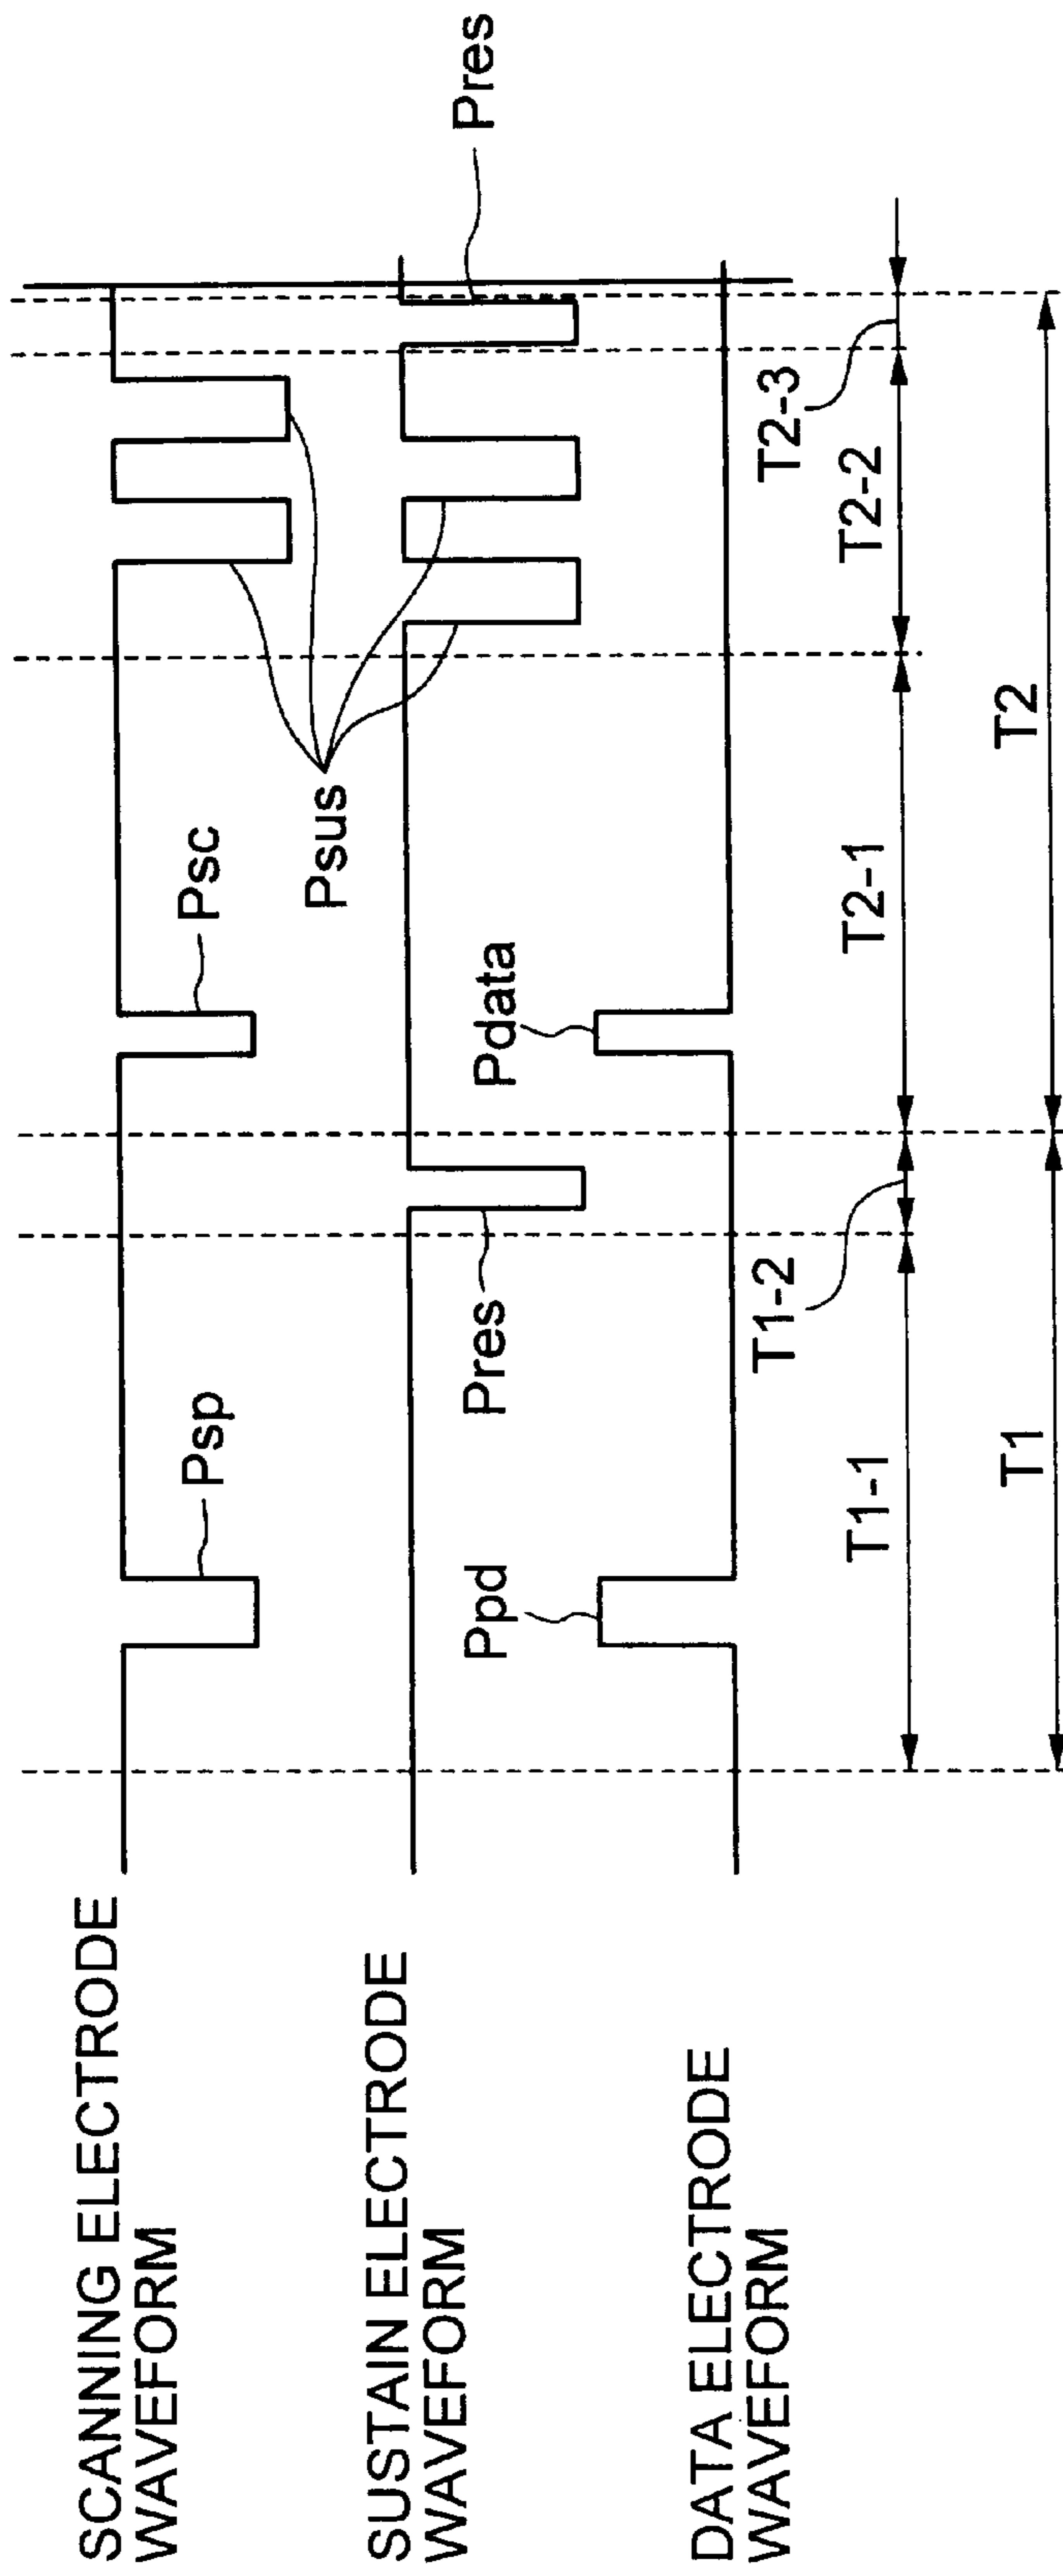 SCANNING ELECTRODE
WAVEFORM
Psp
Psc
Psus
SUSTAIN ELECTRODE
WAVEFORM
Pres
Pres
DATA ELECTRODE
WAVEFORM
Ppd
Pdata
T1-1
T1-2
T2-1
T2-2
T2-3
T1
T2